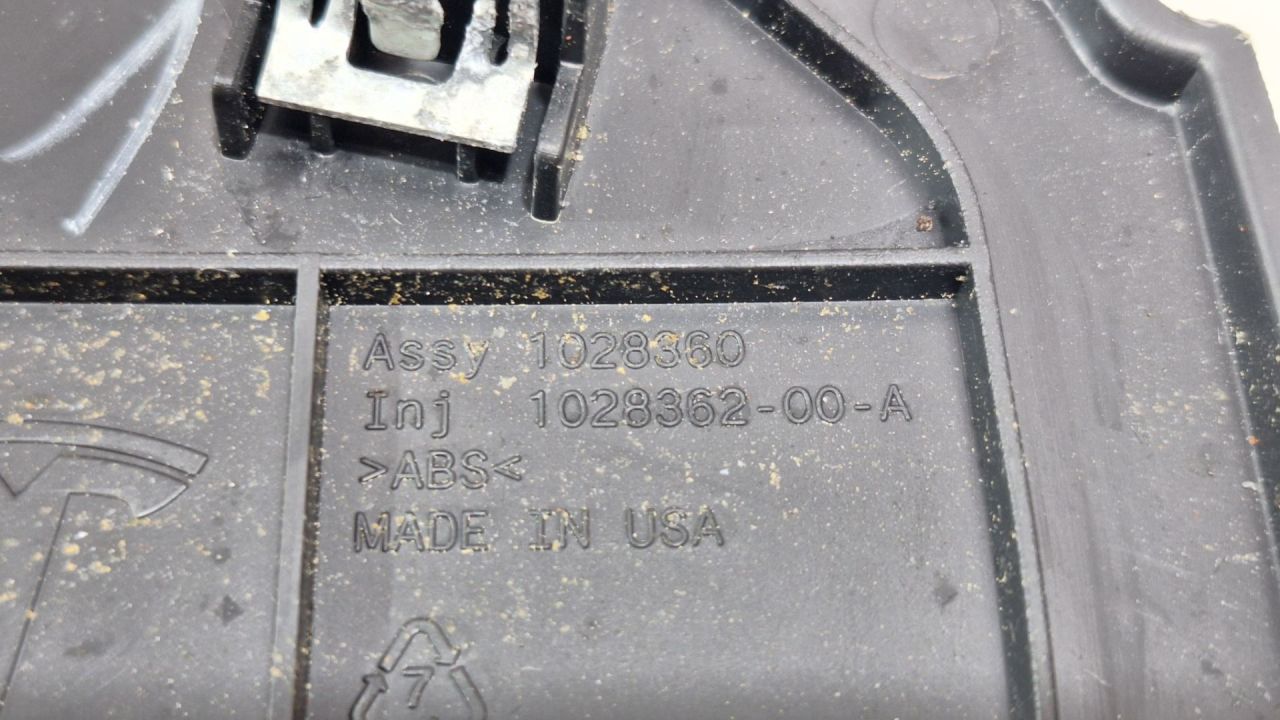 Assy 1028360
Inj 1028362-00-A
>ABS<
MADE IN USA
7